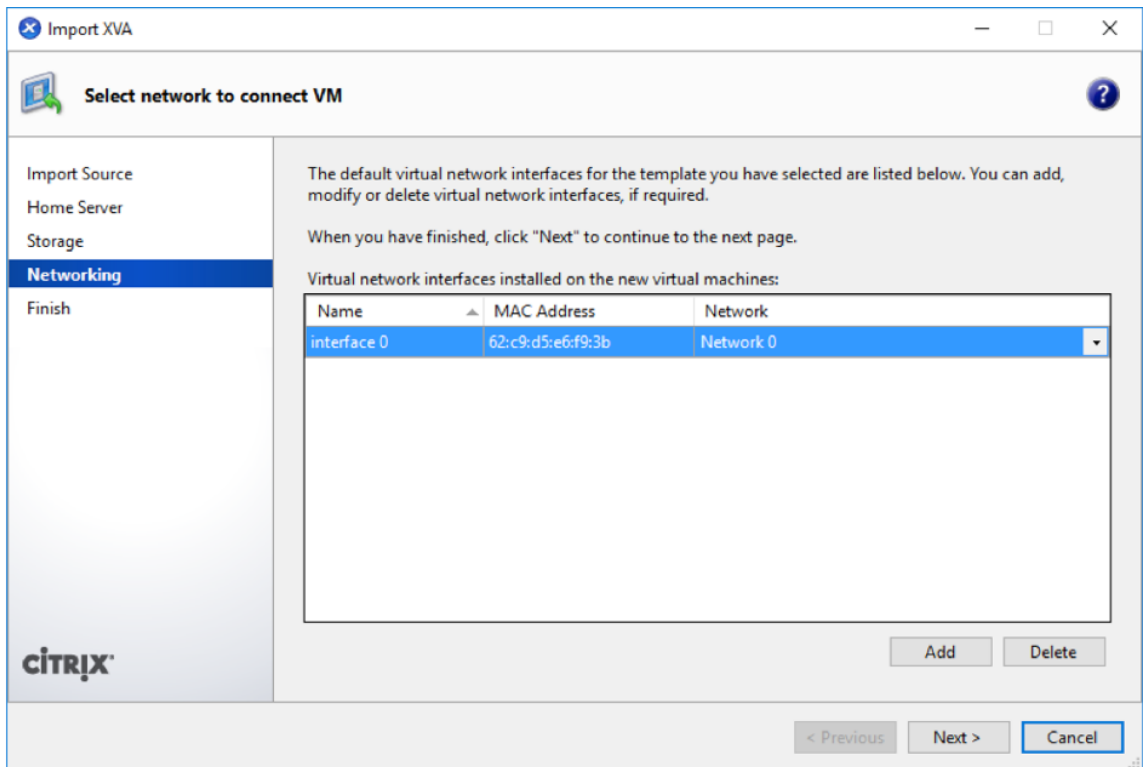 Import XVA
Select network to connect VM
?
Import Source
Home Server
Storage
Networking
Finish
The default virtual network interfaces for the template you have selected are listed below. You can add,
modify or delete virtual network interfaces, if required.
When you have finished, click "Next" to continue to the next page.
Virtual network interfaces installed on the new virtual machines:
Name MAC Address Network
interface 0 62:c9:d5:e6:f9:3b Network 0
Add Delete
CİTRIX
< Previous Next > Cancel